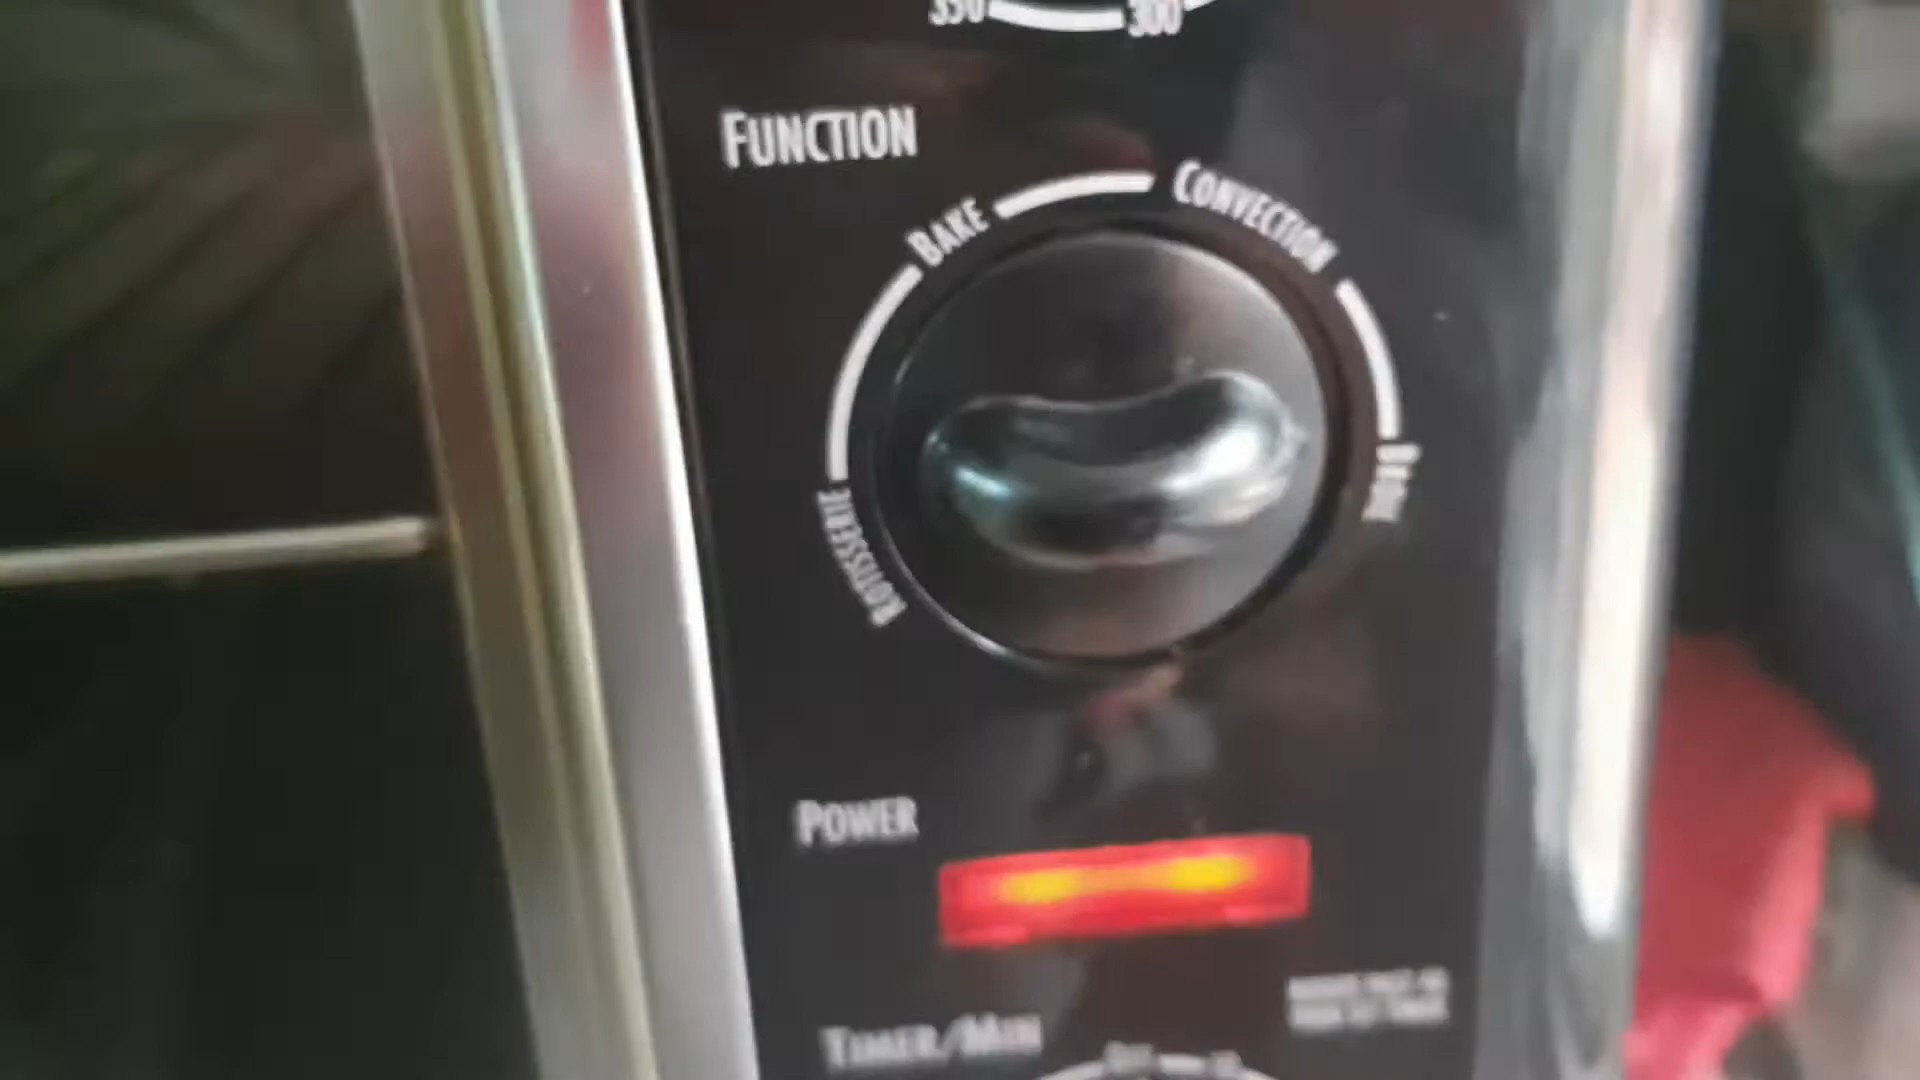 350 300
FUNCTION
BAKE
CONVECTION
ROTISSERIE
BROIL
POWER
TIMER/MIN